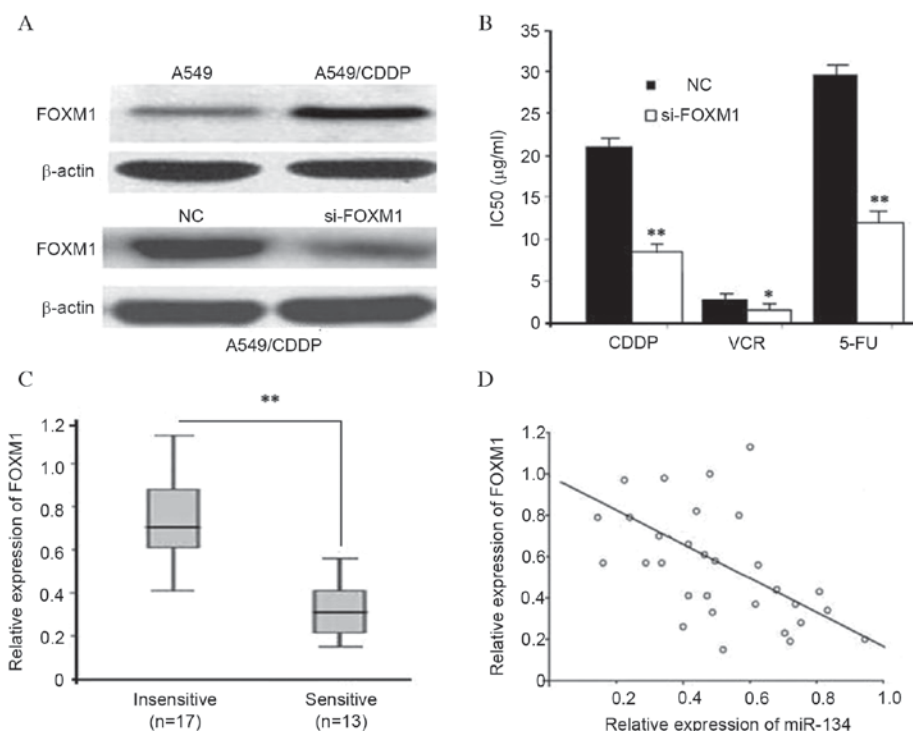 A
A549 A549/CDDP
FOXM1
β-actin
NC si-FOXM1
FOXM1
β-actin
A549/CDDP
B
35
30
25
20
15
10
5
0
IC50 (μg/ml)
NC
si-FOXM1
**
*
**
CDDP VCR 5-FU
C
**
1.2
1.0
0.8
0.6
0.4
0.2
0
Relative expression of FOXM1
Insensitive Sensitive
(n=17) (n=13)
D
1.2
1.0
0.8
0.6
0.4
0.2
0
Relative expression of FOXM1
0.2 0.4 0.6 0.8 1.0
Relative expression of miR-134